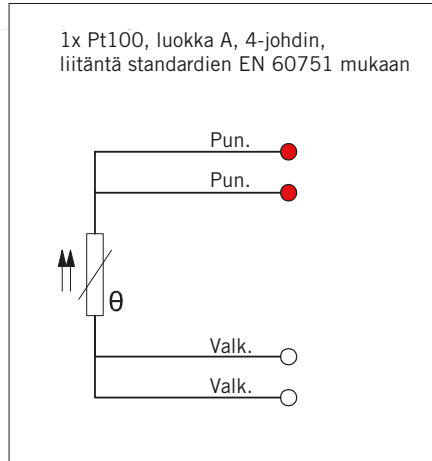 1x Pt100, luokka A, 4-johdin,
liitäntä standardien EN 60751 mukaan
Pun.
Pun.
θ
Valk.
Valk.